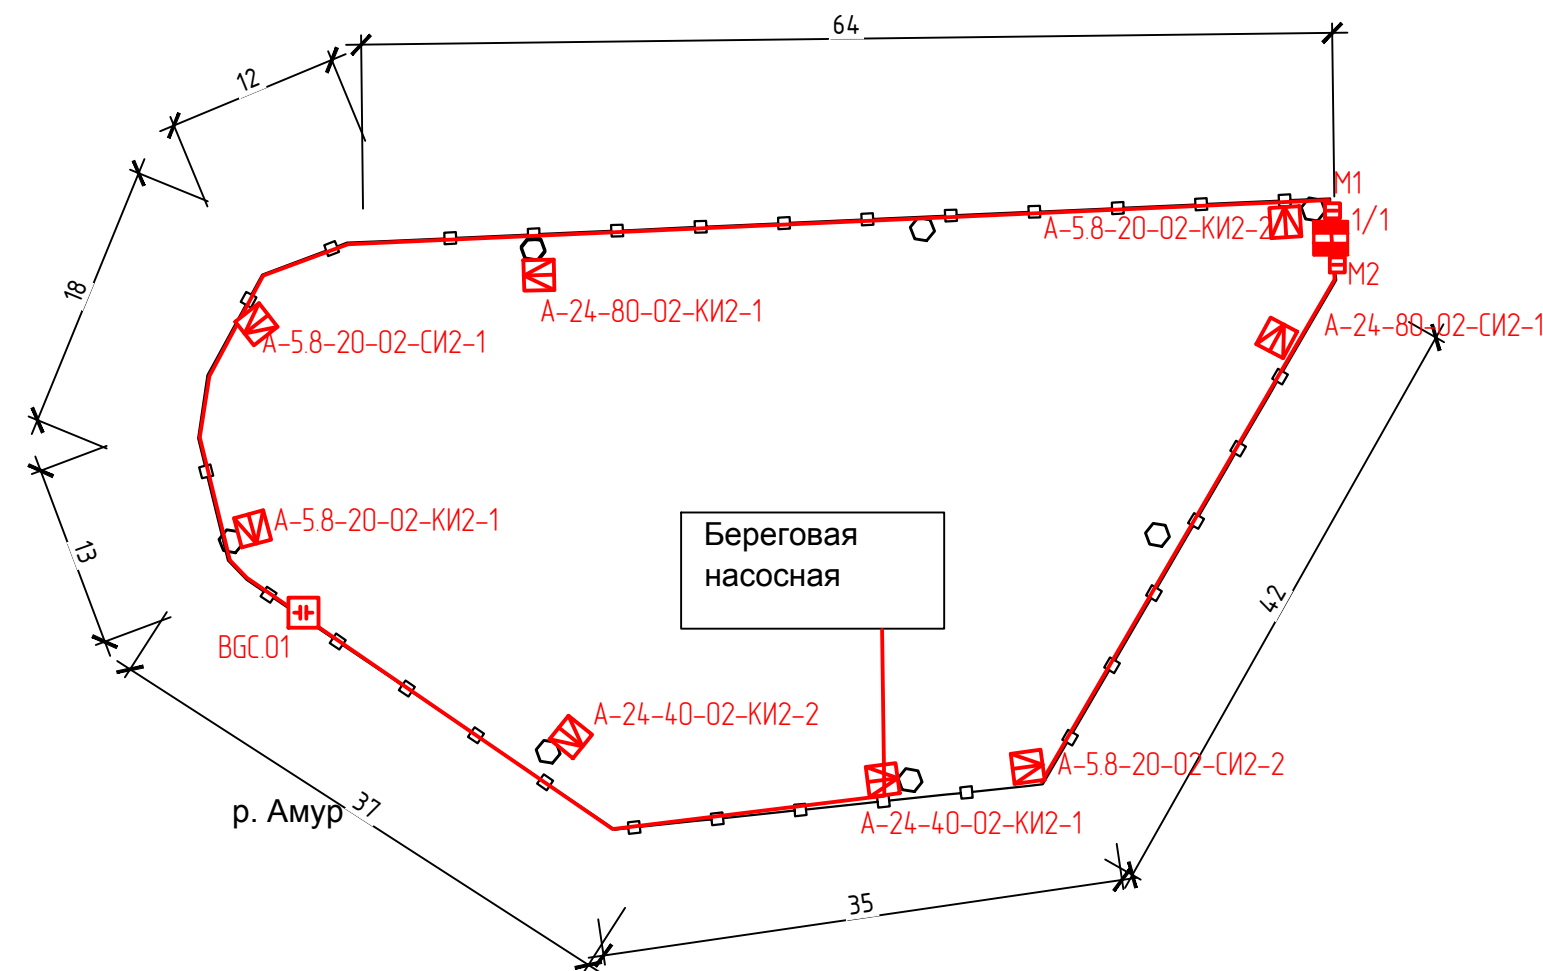 64
12
М1
А-5.8-20-02-КИ2-2
1/1
М2
18
А-24-80-02-КИ2-1
А-24-80-02-СИ2-1
А-5.8-20-02-СИ2-1
А-5.8-20-02-КИ2-1
Береговая
насосная
13
42
BGC.01
А-24-40-02-КИ2-2
А-5.8-20-02-СИ2-2
р. Амур
37
А-24-40-02-КИ2-1
35